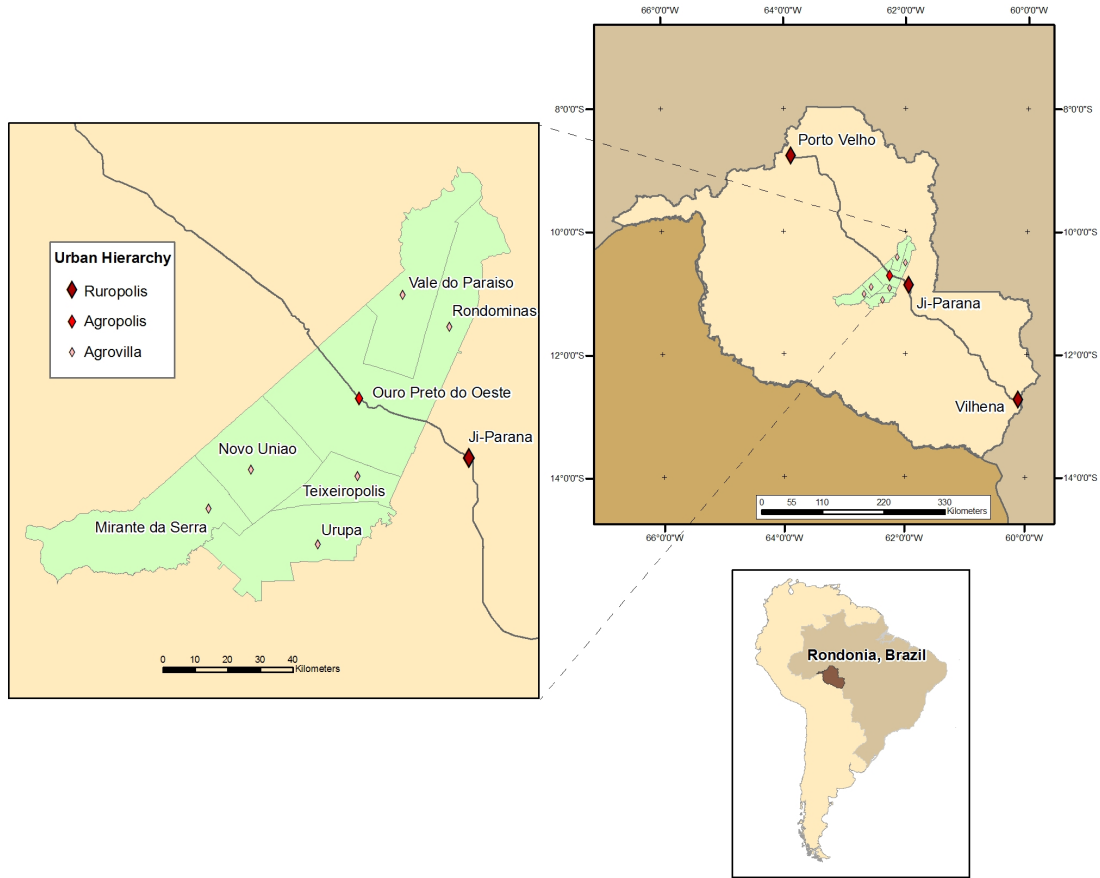 66°0'0"W 64°0'0"W 62°0'0"W 60°0'0"W
8°0'0"S 8°0'0"S
Porto Velho
10°0'0"S 10°0'0"S
Ji-Parana
12°0'0"S 12°0'0"S
Vilhena
14°0'0"S 14°0'0"S
0 55 110 220 330
Kilometers
66°0'0"W 64°0'0"W 62°0'0"W 60°0'0"W
Urban Hierarchy
Ruropolis
Agropolis
Agrovilla
Vale do Paraiso
Rondominas
Ouro Preto do Oeste
Ji-Parana
Novo Uniao
Teixeiropolis
Mirante da Serra
Urupa
0 10 20 30 40
Kilometers
Rondonia, Brazil